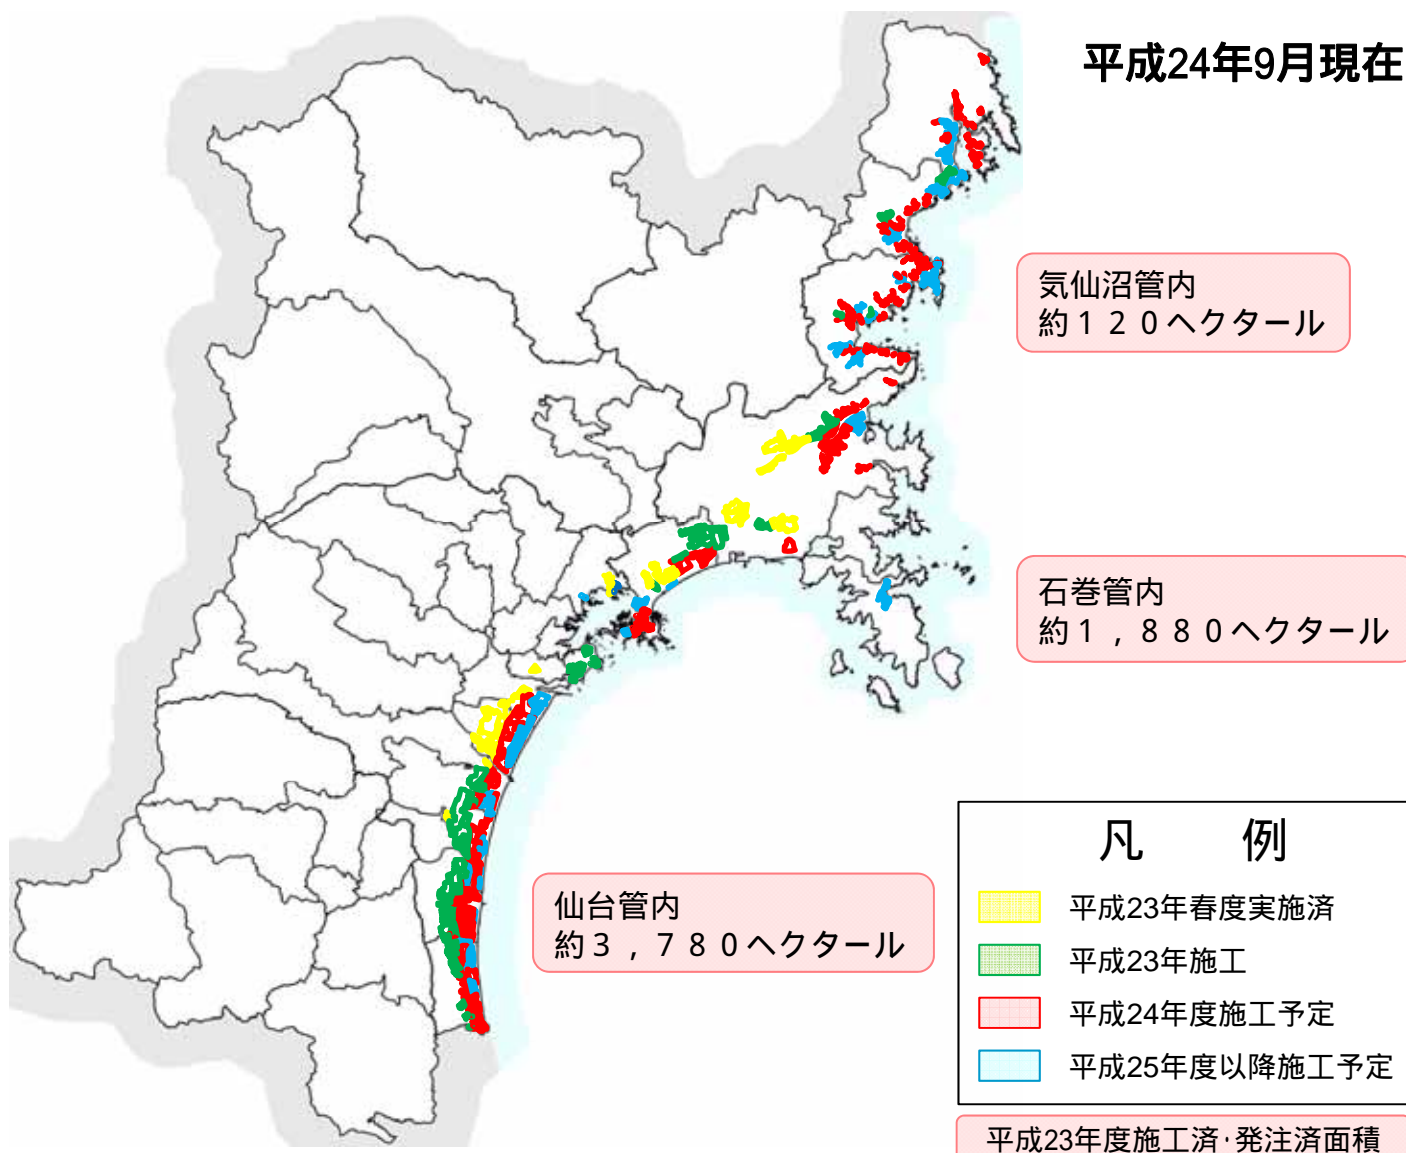 平成24年9月現在
気仙沼管内
約１２０ヘクタール
石巻管内
約１，８８０ヘクタール
仙台管内
約３，７８０ヘクタール
凡　例
平成23年春度実施済
平成23年施工
平成24年度施工予定
平成25年度以降施工予定
平成23年度施工済・発注済面積